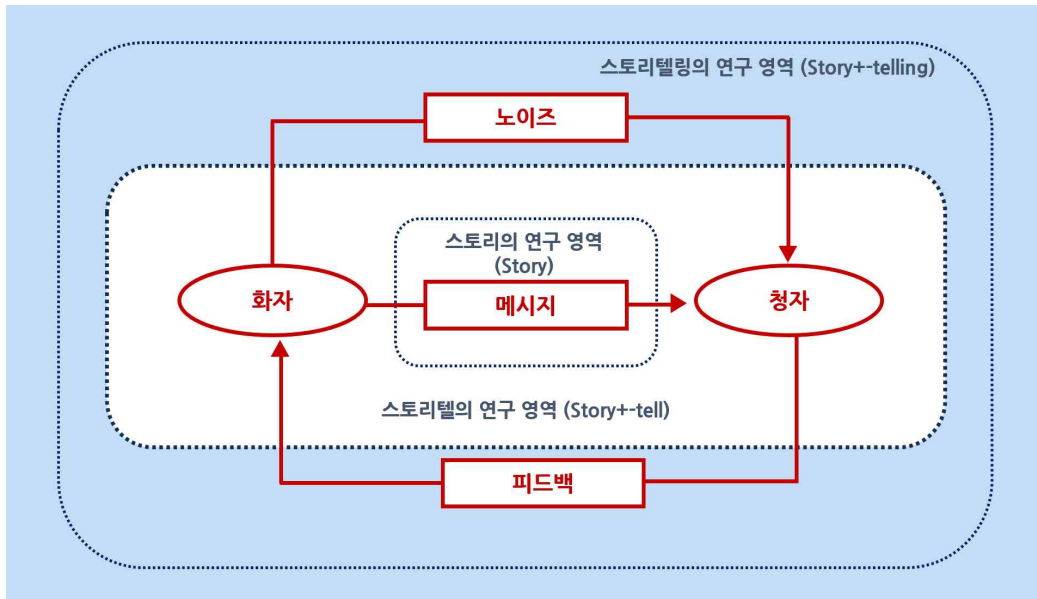 스토리텔링의 연구 영역 (Story+-telling)
노이즈
스토리의 연구 영역
(Story)
화자
메시지
청자
스토리텔의 연구 영역 (Story+-tell)
피드백